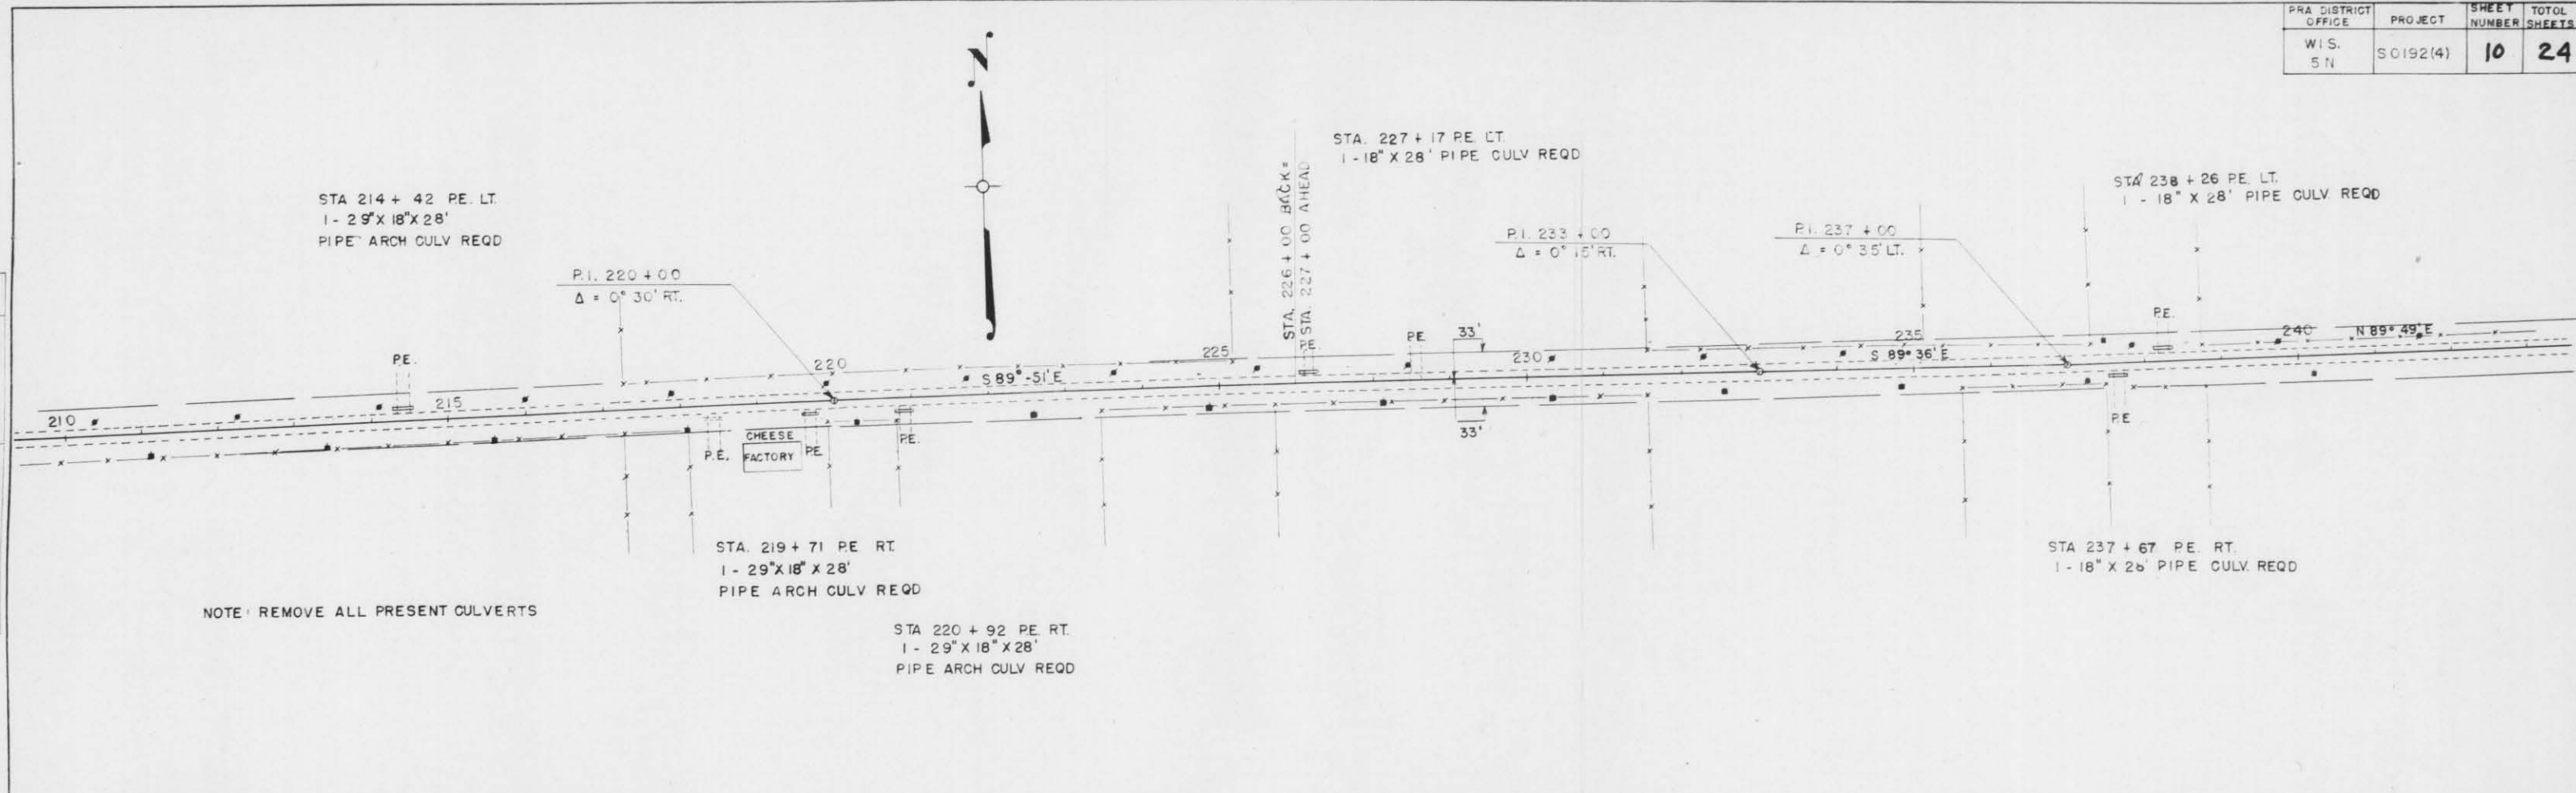 PRA DISTRICT OFFICE PROJECT SHEET NUMBER TOTOL SHEETS
WIS. 5 N S 0192(4) 10 24
N
STA. 227 + 17 P.E. LT.
1 - 18" X 28' PIPE CULV REQD
STA 238 + 26 P.E. LT.
1 - 18" X 28' PIPE CULV. REQD
STA 214 + 42 P.E. LT.
1 - 29" X 18" X 28'
PIPE ARCH CULV REQD
STA. 226 + 00 BACK =
STA. 227 + 00 AHEAD
P.I. 220 + 00
Δ = 0° 30' RT.
P.I. 233 + 00
Δ = 0° 15' RT.
P.I. 237 + 00
Δ = 0° 35' LT.
P.E.
P.E.
P.E.
P.E.
33'
33'
210
215
220
225
230
235
240
S 89°-51' E
S 89° 36' E
N 89° 49' E
P.E.
CHEESE
FACTORY
P.E.
P.E.
P.E.
STA. 219 + 71 P.E RT.
1 - 29" X 18" X 28'
PIPE ARCH CULV REQD
STA 237 + 67 P.E. RT.
1 - 18" X 28' PIPE CULV. REQD
NOTE: REMOVE ALL PRESENT CULVERTS
STA 220 + 92 P.E. RT.
1 - 29" X 18" X 28'
PIPE ARCH CULV REQD